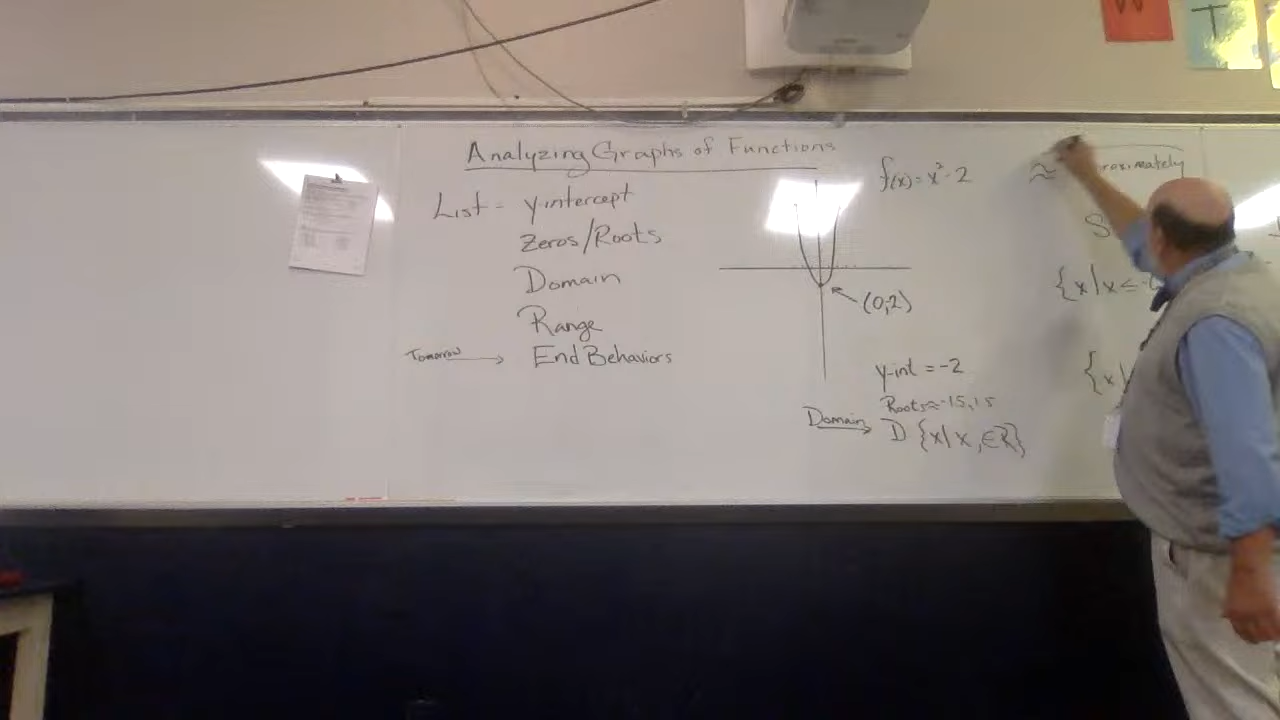 W
T
Analyzing Graphs of Functions
List - y-intercept
Zeros/Roots
Domain
Range
Tomorrow → End Behaviors
f(x) = x² - 2
(0,-2)
y-int = -2
Roots ≈ -1.5, 1.5
Domain → D {x | x, ∈ R}
≈
{x | x ≤
{x |